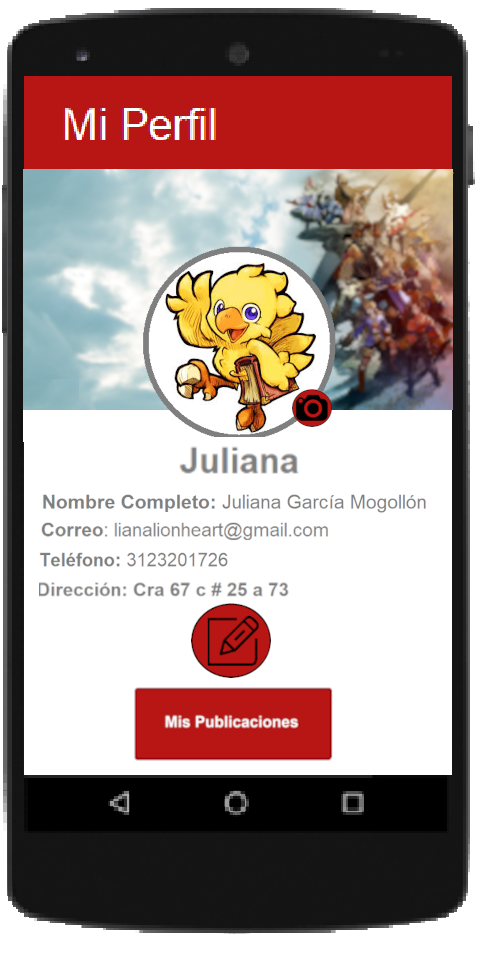 Mi Perfil
Juliana
Nombre Completo: Juliana García Mogollón
Correo: lianalionheart@gmail.com
Teléfono: 3123201726
Dirección: Cra 67 c # 25 a 73
Mis Publicaciones